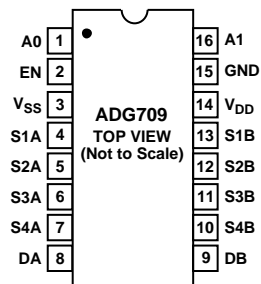 A0 1 16 A1
EN 2 15 GND
VSS 3 14 VDD
S1A 4 13 S1B
S2A 5 12 S2B
S3A 6 11 S3B
S4A 7 10 S4B
DA 8 9 DB
ADG709
TOP VIEW
(Not to Scale)